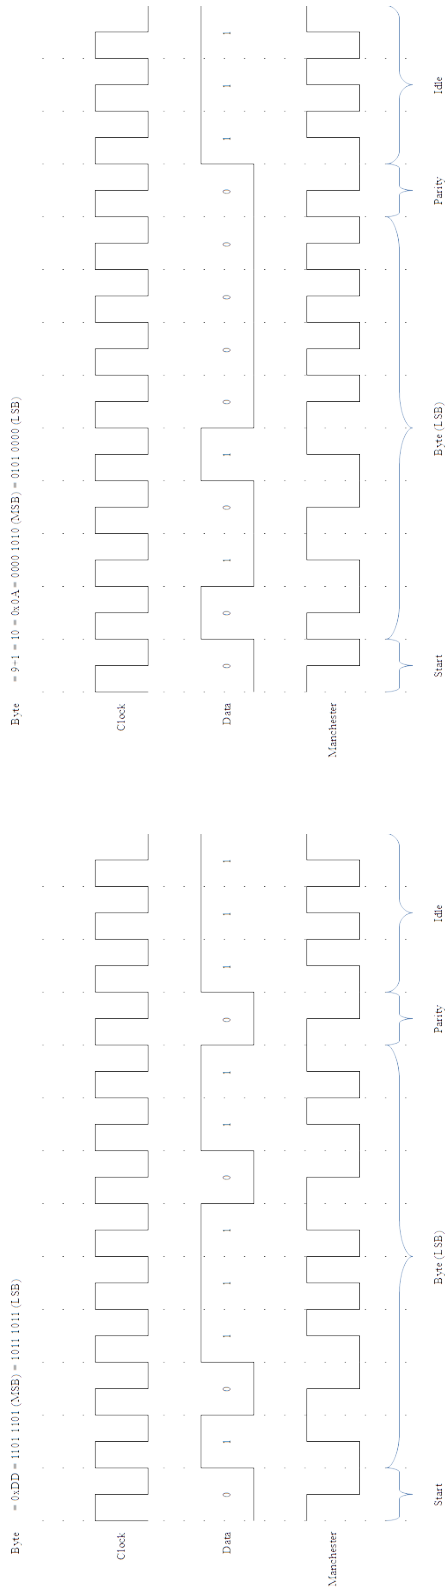 Byte = 0xDD = 1101 1101 (MSB) = 1011 1011 (LSB)
Clock
Data 0 1 0 1 1 1 0 1 1 0 1 1 1
Manchester
Start Byte (LSB) Parity Idle
Byte = 9+1 = 10 = 0x0A = 0000 1010 (MSB) = 0101 0000 (LSB)
Clock
Data 0 0 1 0 1 0 0 0 0 0 1 1 1
Manchester
Start Byte (LSB) Parity Idle